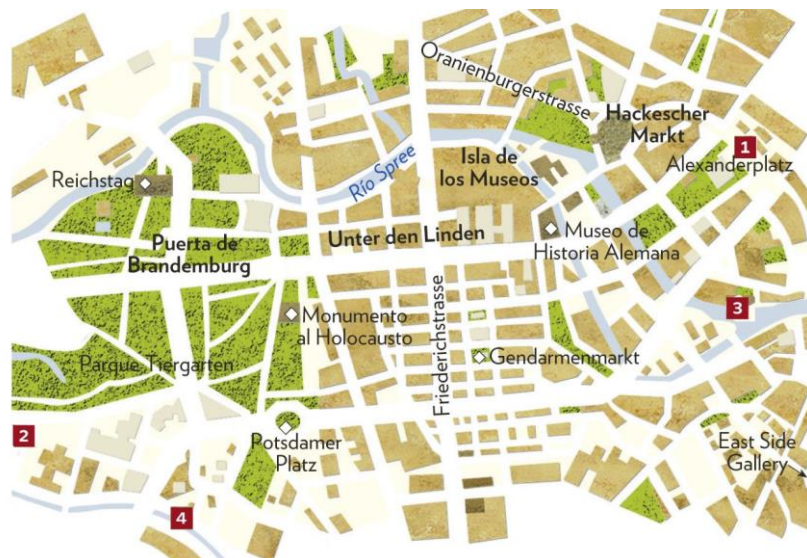 Oranienburgerstrasse
Hackescher
Markt
1
Alexanderplatz
Isla de
los Museos
Río Spree
Reichstag
Puerta de
Brandemburg
Unter den Linden
Museo de
Historia Alemana
3
Monumento
al Holocausto
Friederichstrasse
Gendarmenmarkt
Parque Tiergarten
2
Potsdamer
Platz
East Side
Gallery
4